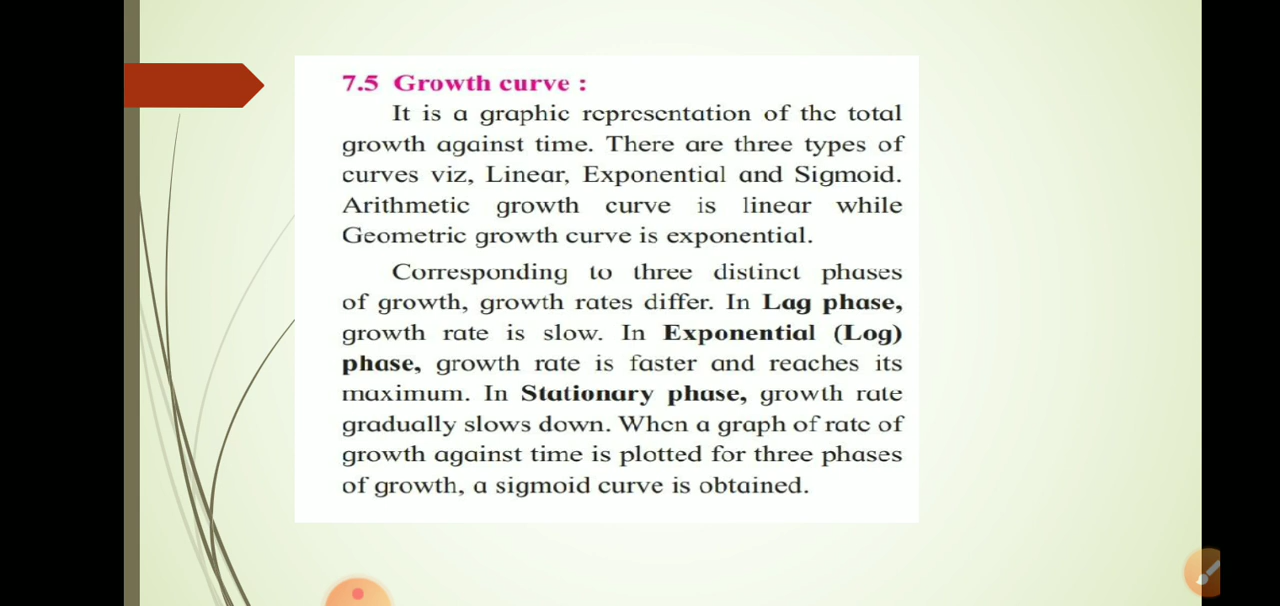 7.5 Growth curve :
It is a graphic representation of the total
growth against time. There are three types of
curves viz, Linear, Exponential and Sigmoid.
Arithmetic growth curve is linear while
Geometric growth curve is exponential.
Corresponding to three distinct phases
of growth, growth rates differ. In Lag phase,
growth rate is slow. In Exponential (Log)
phase, growth rate is faster and reaches its
maximum. In Stationary phase, growth rate
gradually slows down. When a graph of rate of
growth against time is plotted for three phases
of growth, a sigmoid curve is obtained.